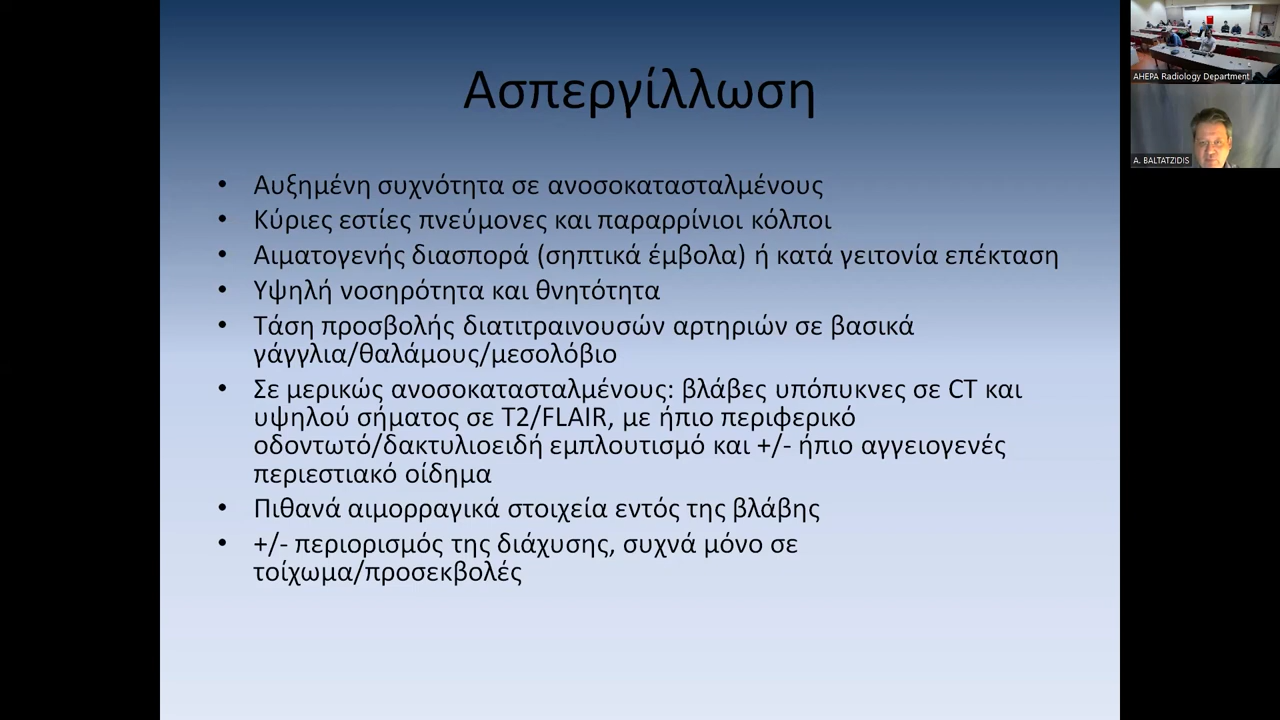 Ασπεργίλλωση
• Αυξημένη συχνότητα σε ανοσοκατασταλμένους
• Κύριες εστίες πνεύμονες και παραρρίνιοι κόλποι
• Αιματογενής διασπορά (σηπτικά έμβολα) ή κατά γειτονία επέκταση
• Υψηλή νοσηρότητα και θνητότητα
• Τάση προσβολής διατιτραινουσών αρτηριών σε βασικά
γάγγλια/θαλάμους/μεσολόβιο
• Σε μερικώς ανοσοκατασταλμένους: βλάβες υπόπυκνες σε CT και
υψηλού σήματος σε T2/FLAIR, με ήπιο περιφερικό
οδοντωτό/δακτυλιοειδή εμπλουτισμό και +/- ήπιο αγγειογενές
περιεστιακό οίδημα
• Πιθανά αιμορραγικά στοιχεία εντός της βλάβης
• +/- περιορισμός της διάχυσης, συχνά μόνο σε
τοίχωμα/προσεκβολές
AHEPA Radiology Department
A. BALTATZIDIS